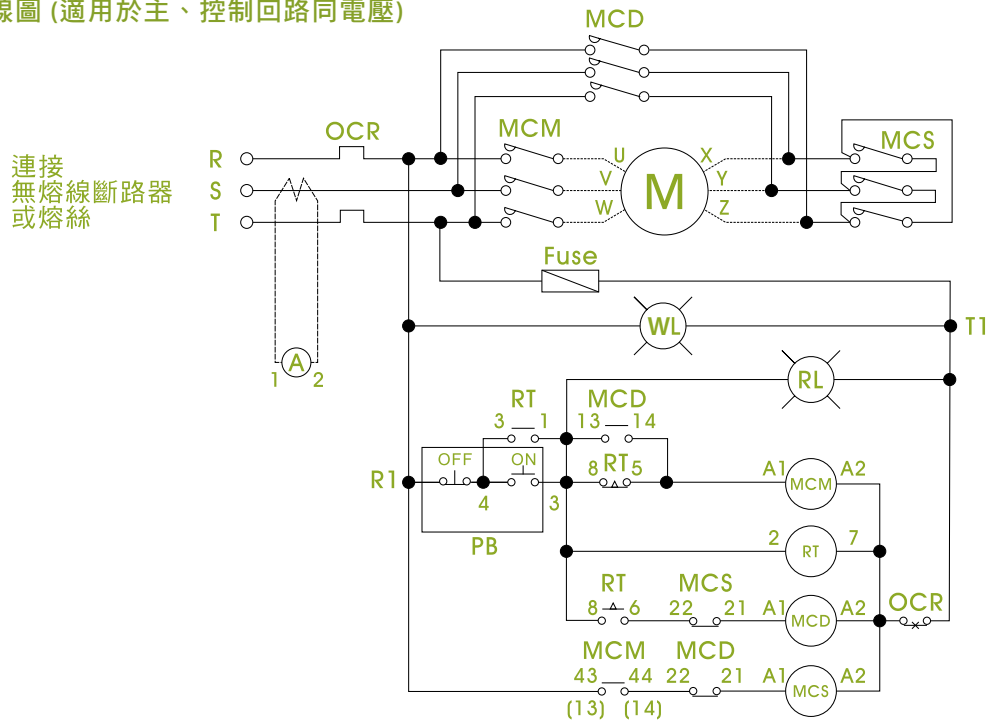 線圖 (適用於主、控制回路同電壓)
MCD
OCR
MCM
MCS
連接
無熔線斷路器
或熔絲
R
S
T
U
V
W
M
X
Y
Z
Fuse
WL
T1
A
1 2
RL
RT
3 1
MCD
13 14
OFF ON
8 RT 5
R1
4 3
PB
A1 MCM A2
2 RT 7
RT
8 6
MCS
22 21
A1 MCD A2
OCR
MCM
43 44
(13) (14)
MCD
22 21
A1 MCS A2